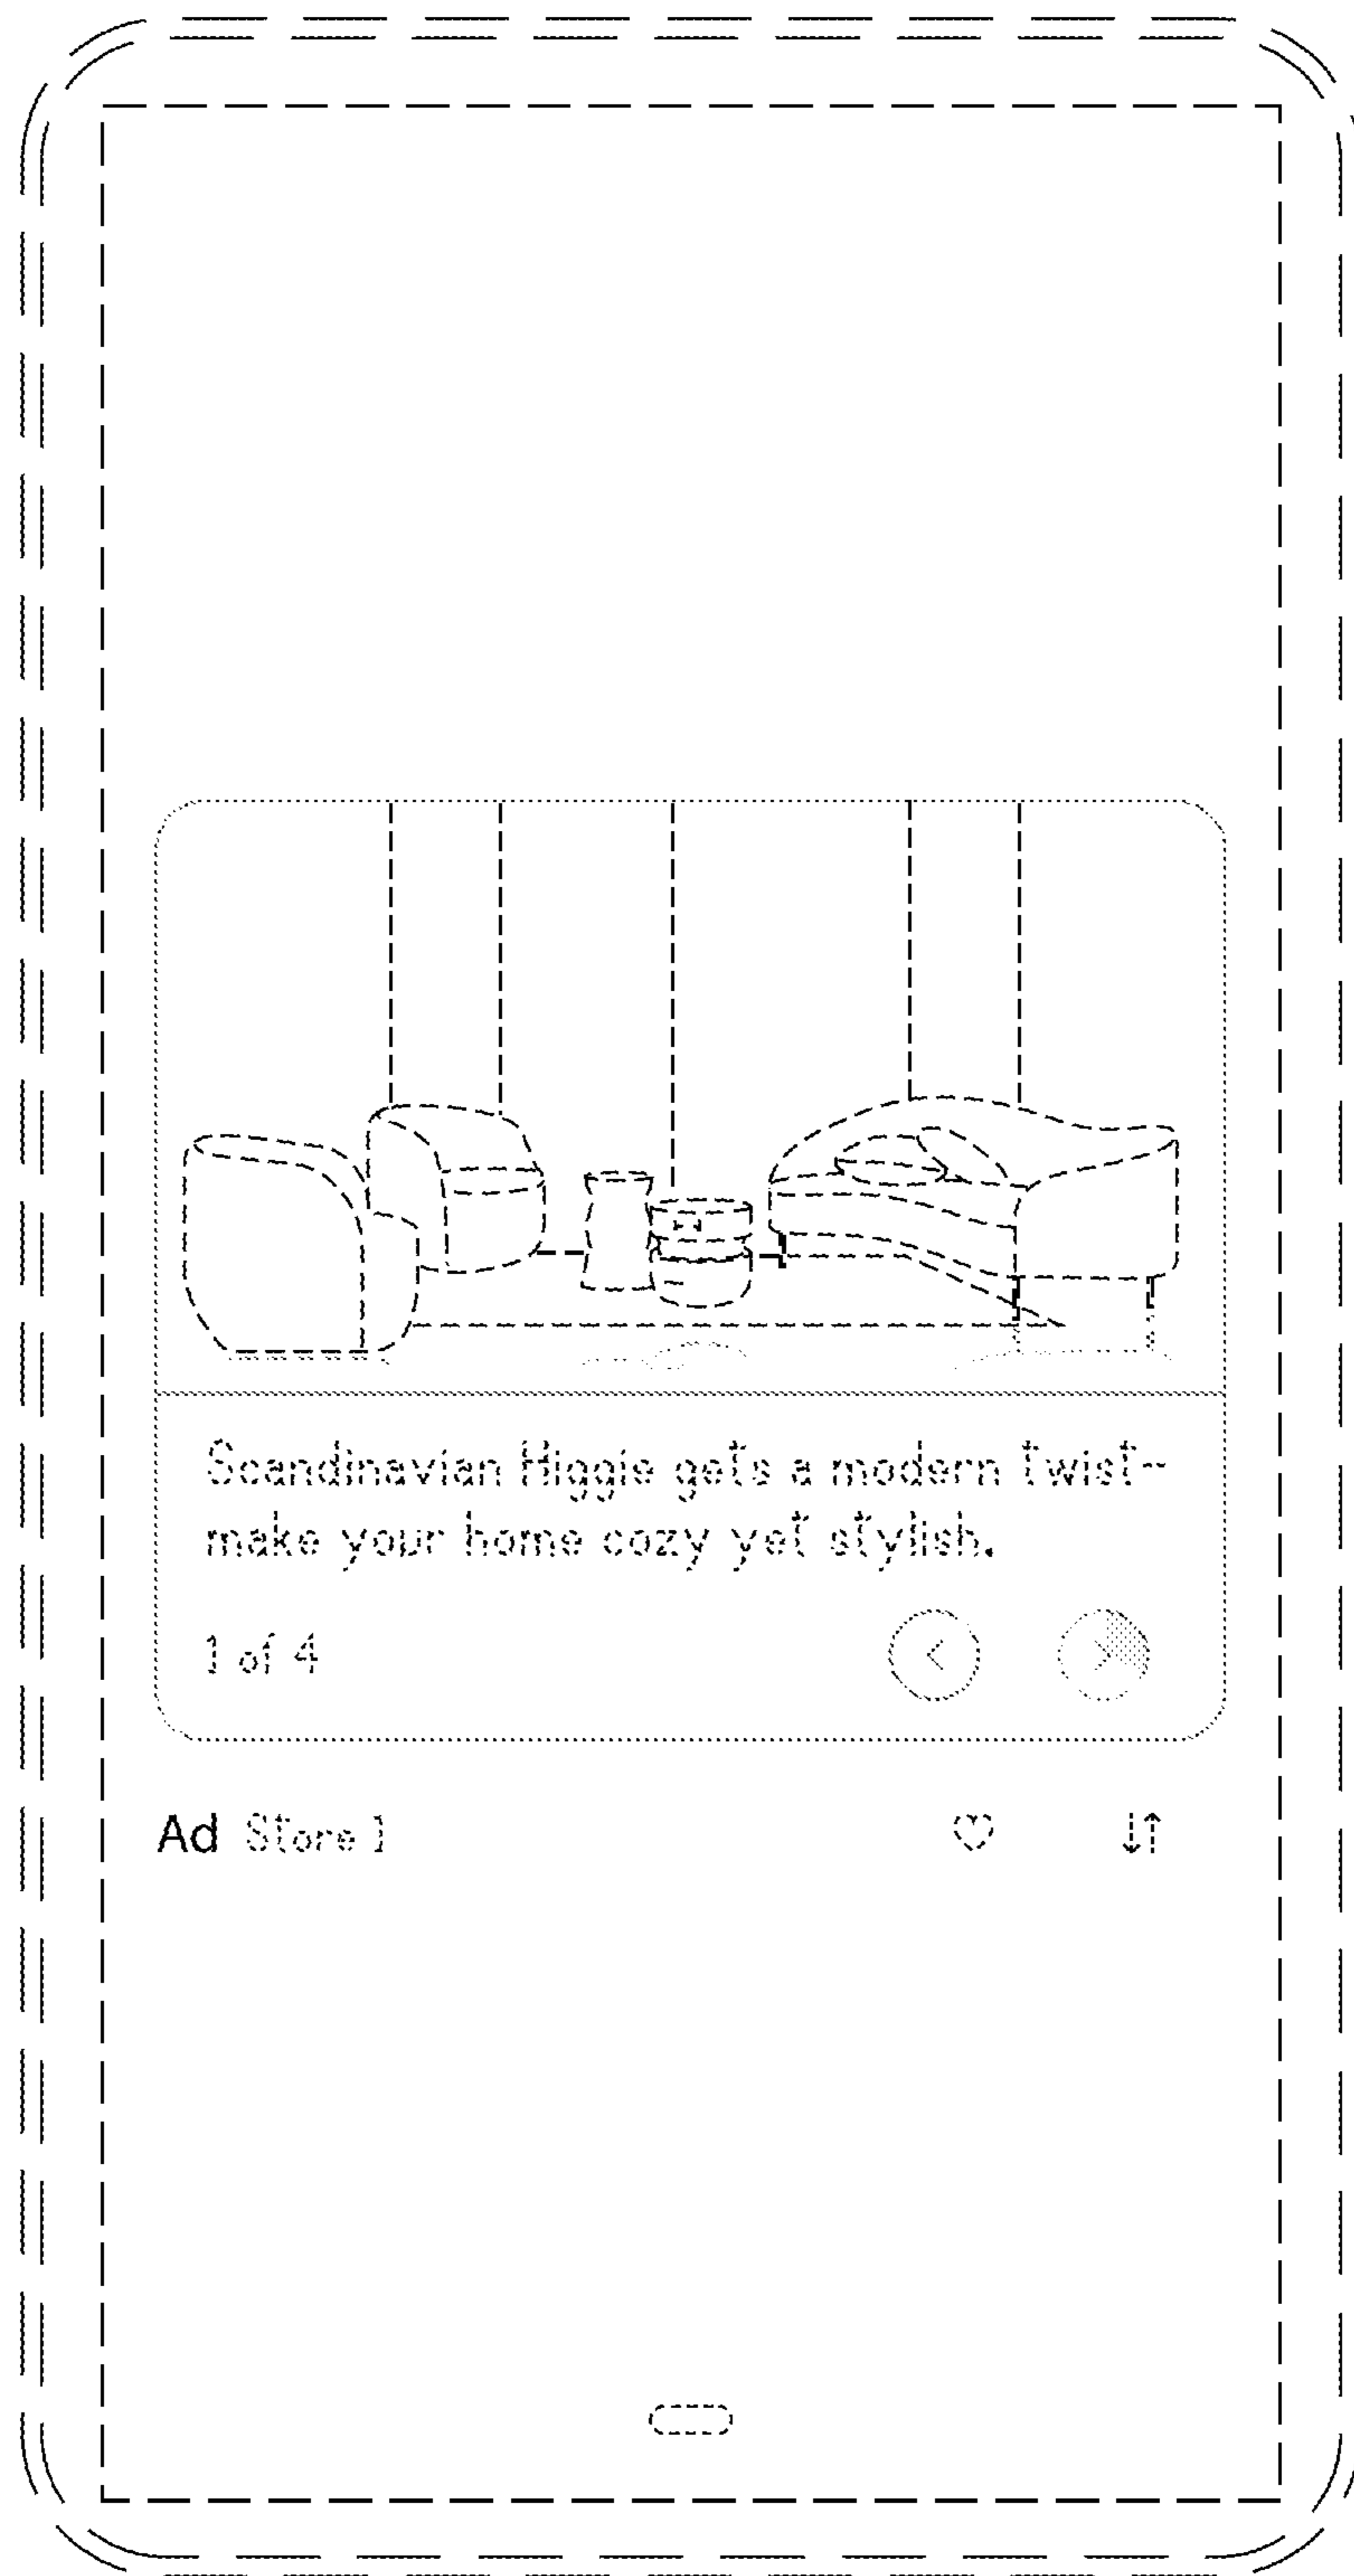 Scandinavian Higgie gets a modern twist–
make your home cozy yet stylish.
1 of 4
Ad Store 1